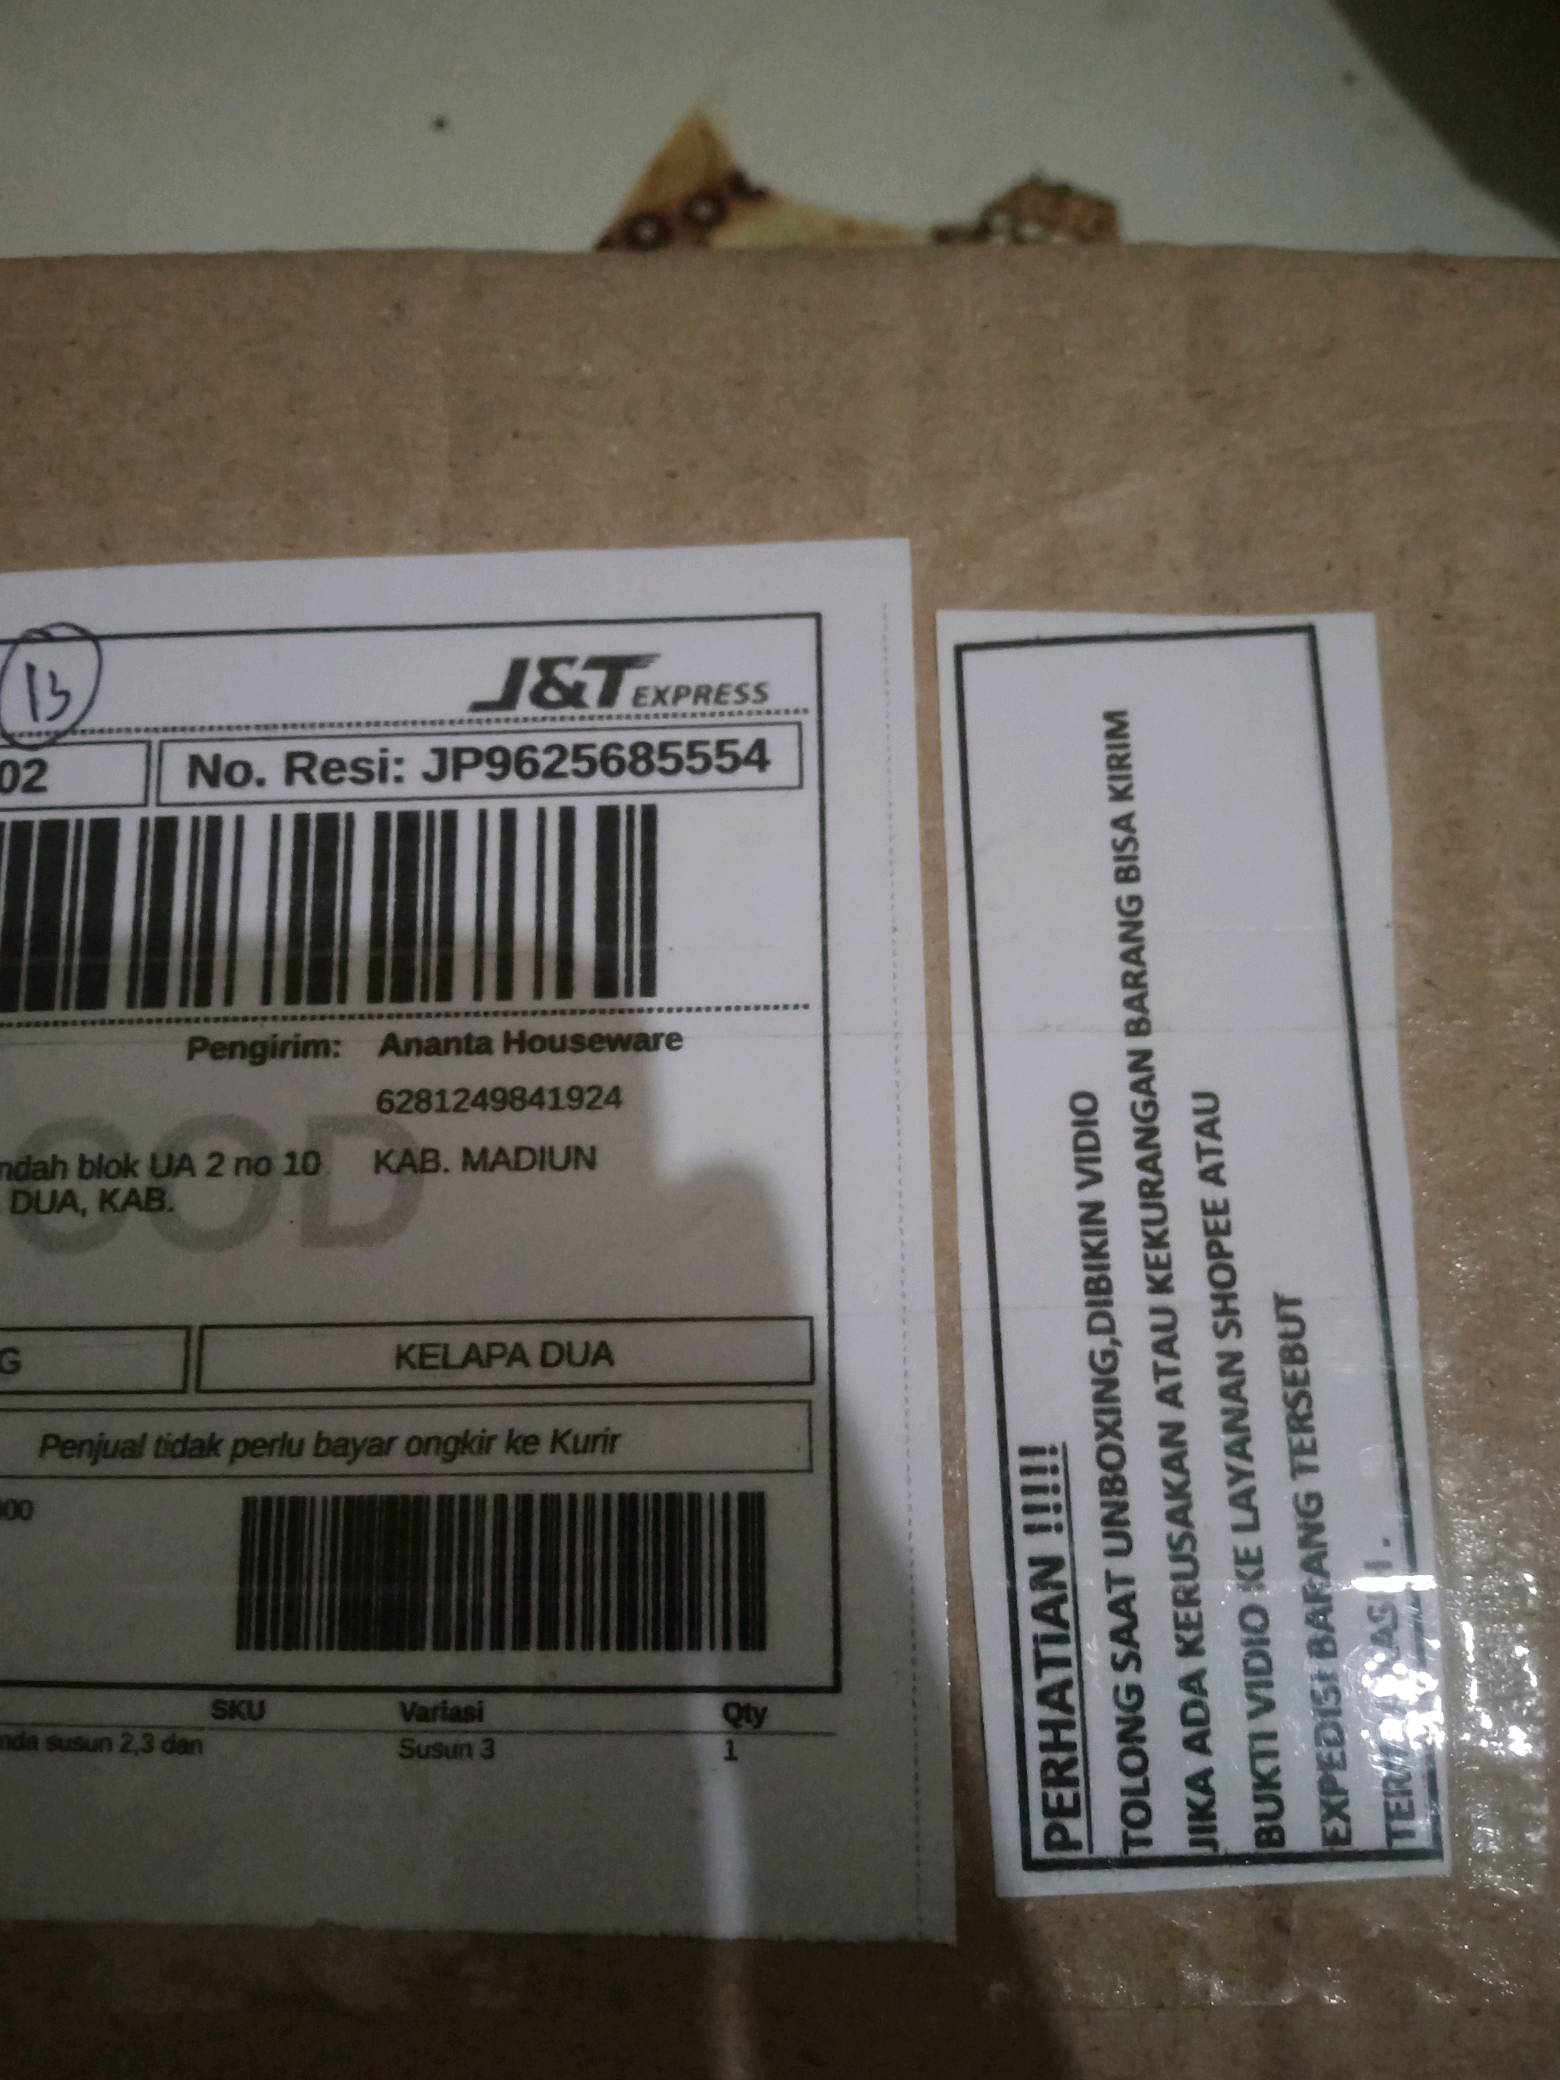 13
J&T EXPRESS
02
No. Resi: JP9625685554
Pengirim: Ananta Houseware
6281249841924
ndah blok UA 2 no 10 KAB. MADIUN
DUA, KAB.
OOD
G
KELAPA DUA
Penjual tidak perlu bayar ongkir ke Kurir
000
SKU Variasi Qty
nda susun 2,3 dan Susun 3 1
PERHATIAN !!!!!
TOLONG SAAT UNBOXING,DIBIKIN VIDIO
JIKA ADA KERUSAKAN ATAU KEKURANGAN BARANG BISA KIRIM
BUKTI VIDIO KE LAYANAN SHOPEE ATAU
EXPEDISI BARANG TERSEBUT